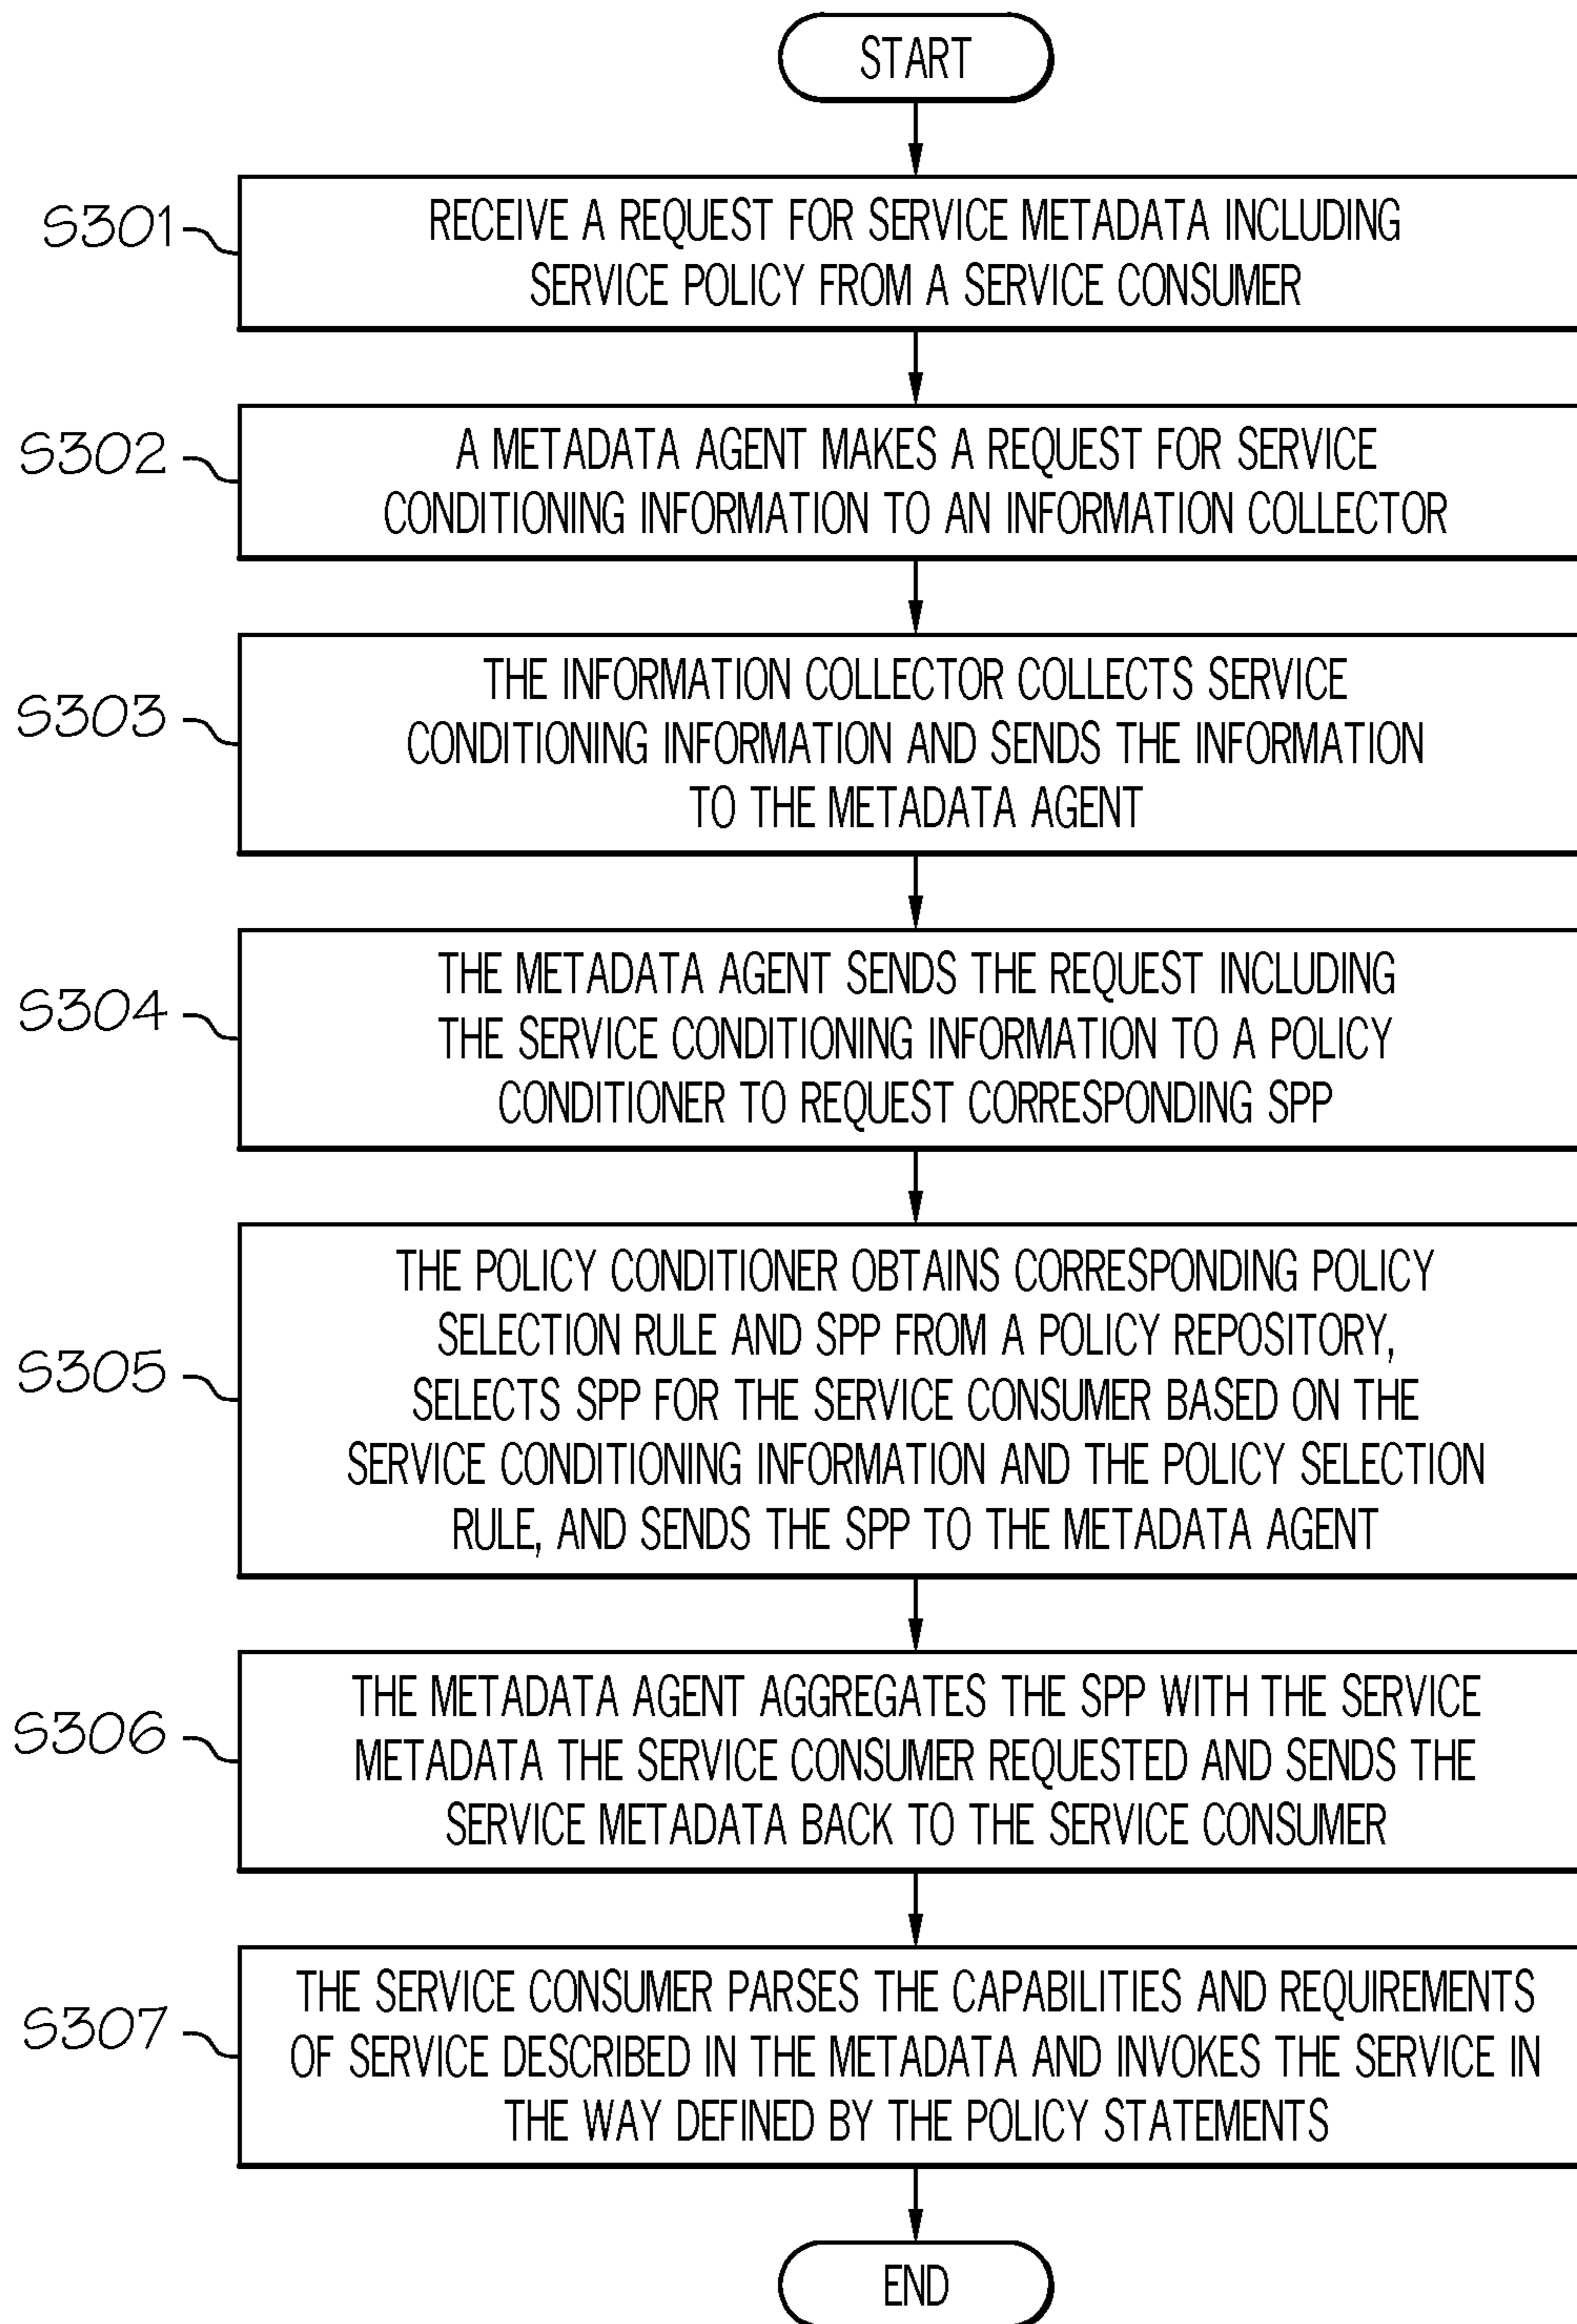 START
S301
RECEIVE A REQUEST FOR SERVICE METADATA INCLUDING
SERVICE POLICY FROM A SERVICE CONSUMER
S302
A METADATA AGENT MAKES A REQUEST FOR SERVICE
CONDITIONING INFORMATION TO AN INFORMATION COLLECTOR
S303
THE INFORMATION COLLECTOR COLLECTS SERVICE
CONDITIONING INFORMATION AND SENDS THE INFORMATION
TO THE METADATA AGENT
S304
THE METADATA AGENT SENDS THE REQUEST INCLUDING
THE SERVICE CONDITIONING INFORMATION TO A POLICY
CONDITIONER TO REQUEST CORRESPONDING SPP
S305
THE POLICY CONDITIONER OBTAINS CORRESPONDING POLICY
SELECTION RULE AND SPP FROM A POLICY REPOSITORY,
SELECTS SPP FOR THE SERVICE CONSUMER BASED ON THE
SERVICE CONDITIONING INFORMATION AND THE POLICY SELECTION
RULE, AND SENDS THE SPP TO THE METADATA AGENT
S306
THE METADATA AGENT AGGREGATES THE SPP WITH THE SERVICE
METADATA THE SERVICE CONSUMER REQUESTED AND SENDS THE
SERVICE METADATA BACK TO THE SERVICE CONSUMER
S307
THE SERVICE CONSUMER PARSES THE CAPABILITIES AND REQUIREMENTS
OF SERVICE DESCRIBED IN THE METADATA AND INVOKES THE SERVICE IN
THE WAY DEFINED BY THE POLICY STATEMENTS
END